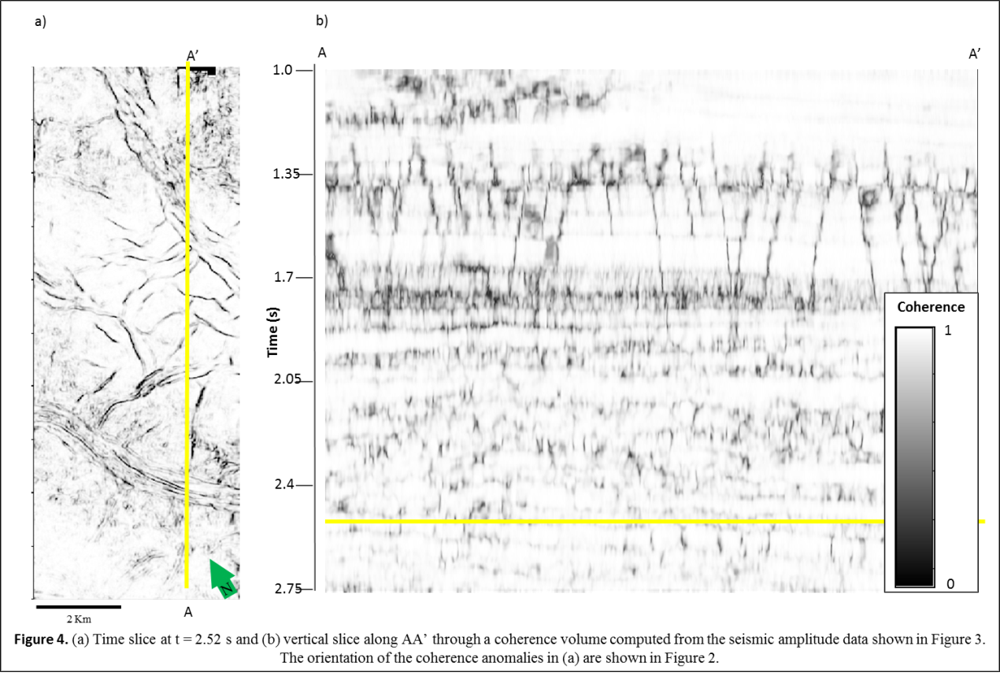 a)
b)
A’
A
A’
1.0
1.35
1.7
2.05
2.4
2.75
Time (s)
Coherence
1
0
N
2 Km
A
Figure 4. (a) Time slice at t = 2.52 s and (b) vertical slice along AA’ through a coherence volume computed from the seismic amplitude data shown in Figure 3.
The orientation of the coherence anomalies in (a) are shown in Figure 2.